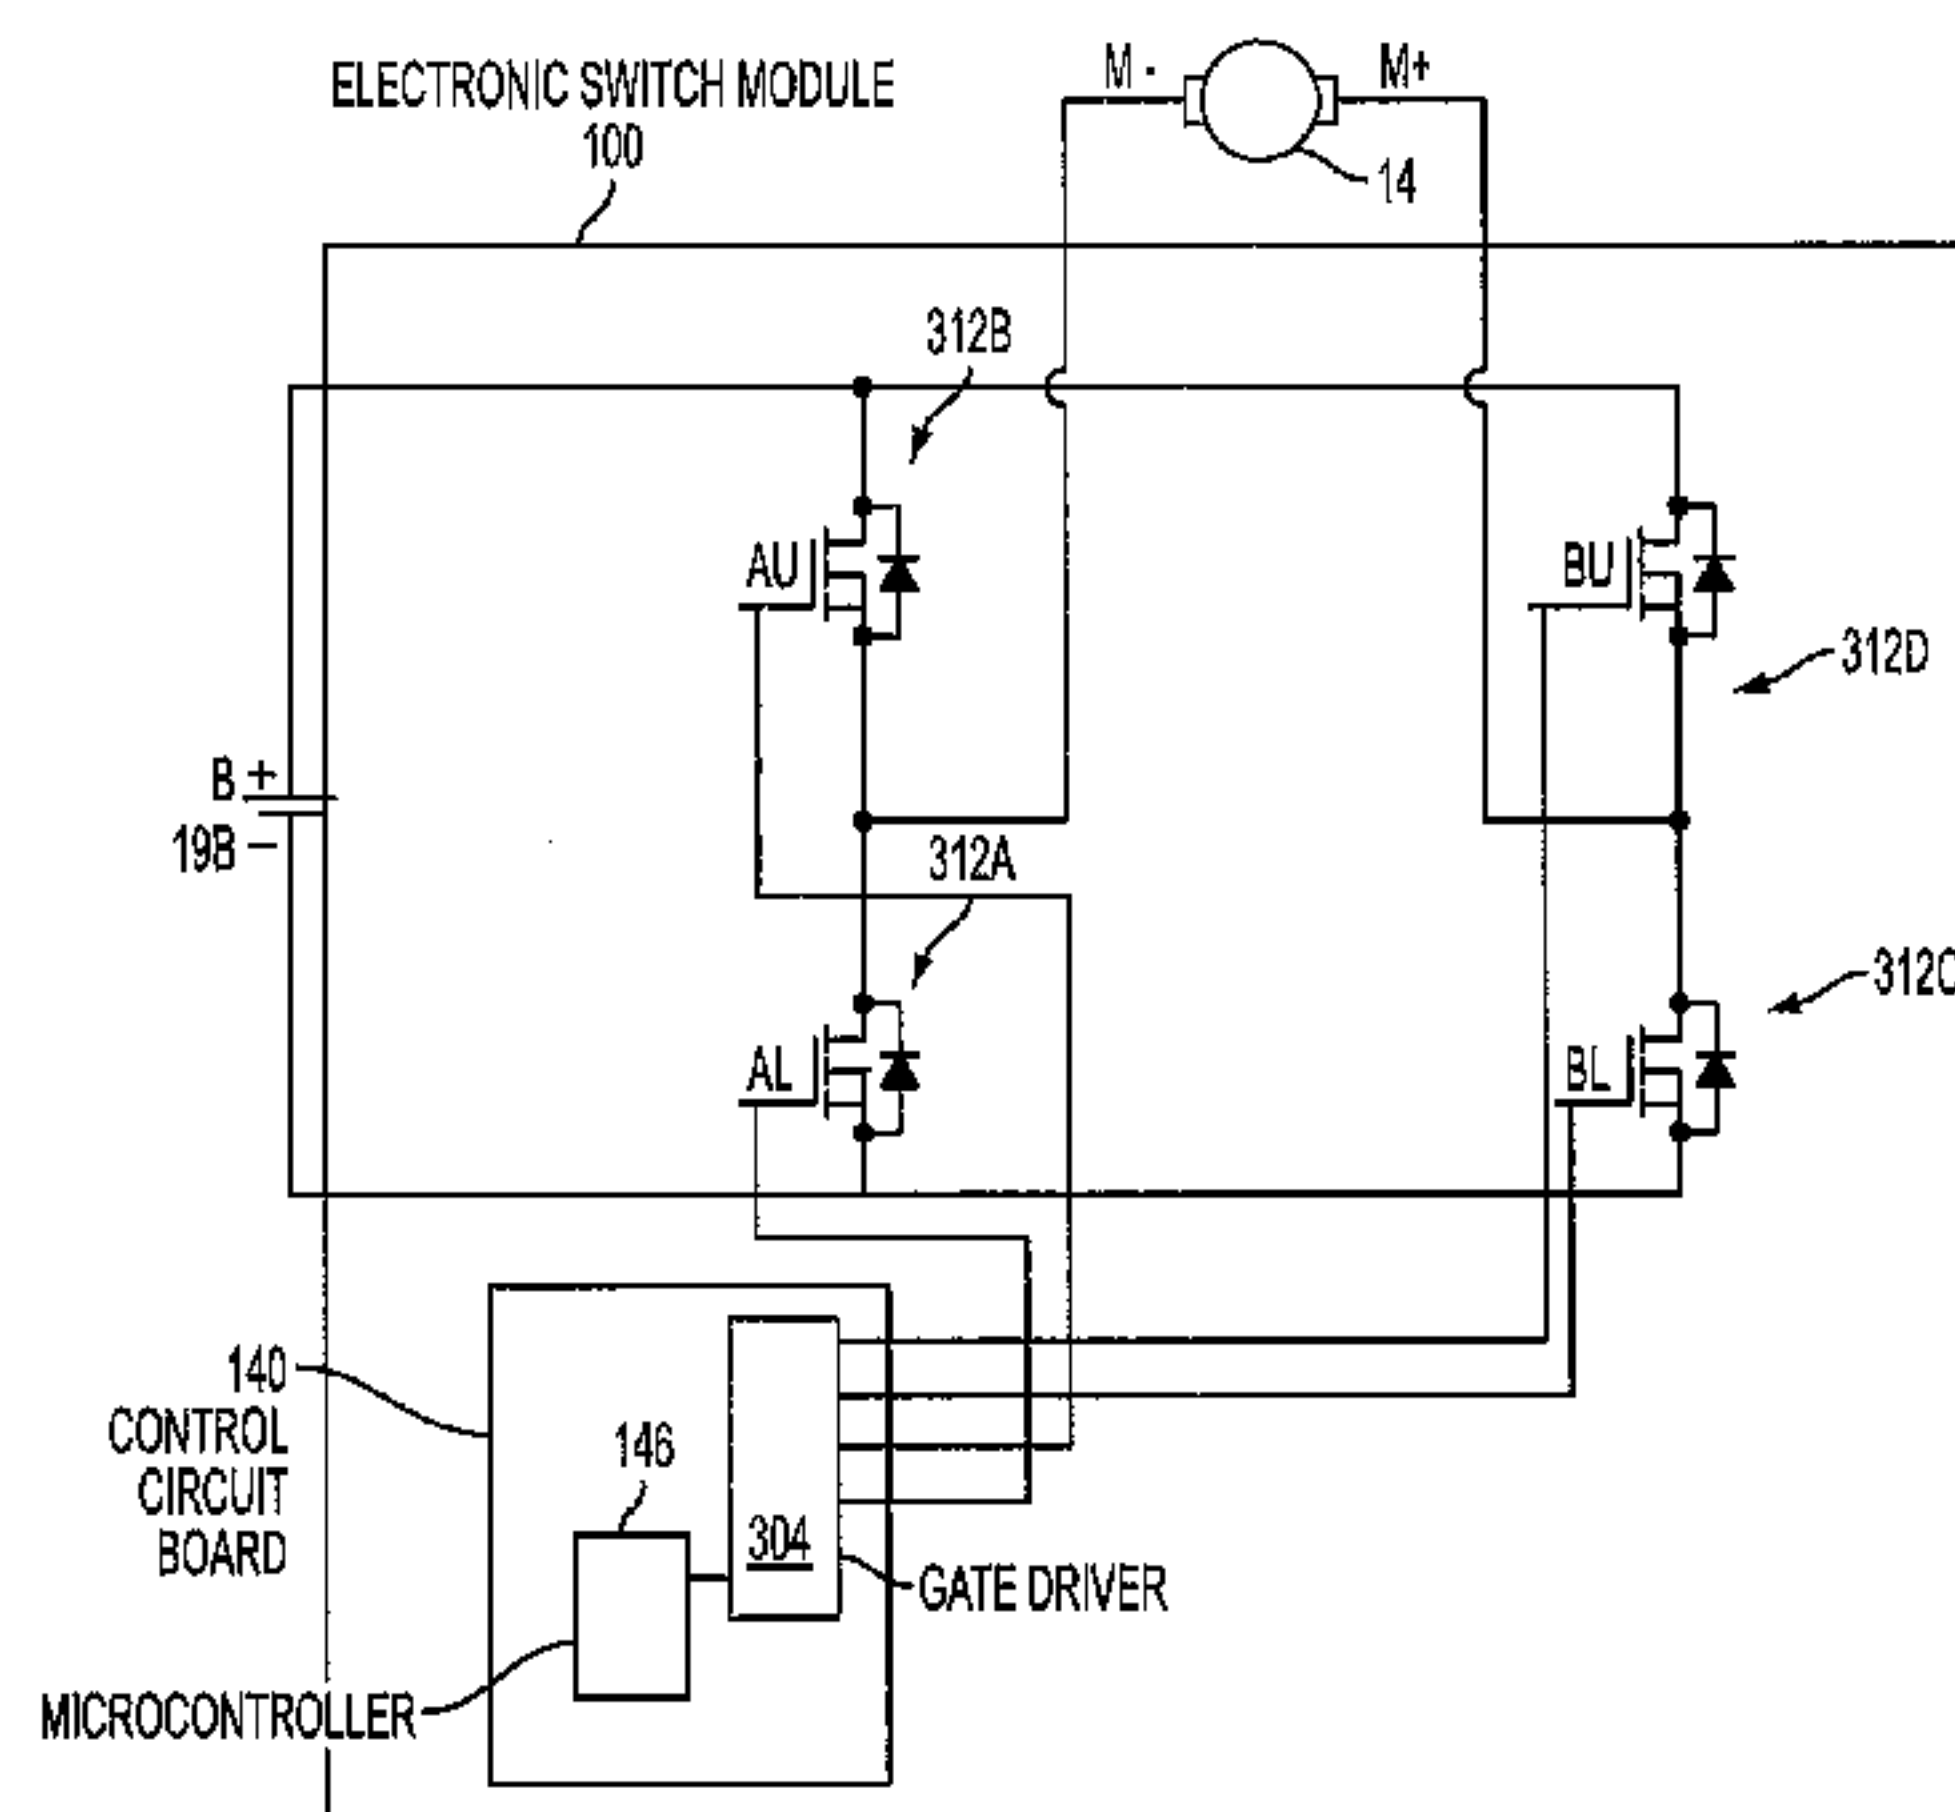 ELECTRONIC SWITCH MODULE
100
M - M+
14
312B
AU
BU
312D
B +
19B −
312A
AL
BL
312C
140
CONTROL
CIRCUIT
BOARD
146
304
GATE DRIVER
MICROCONTROLLER